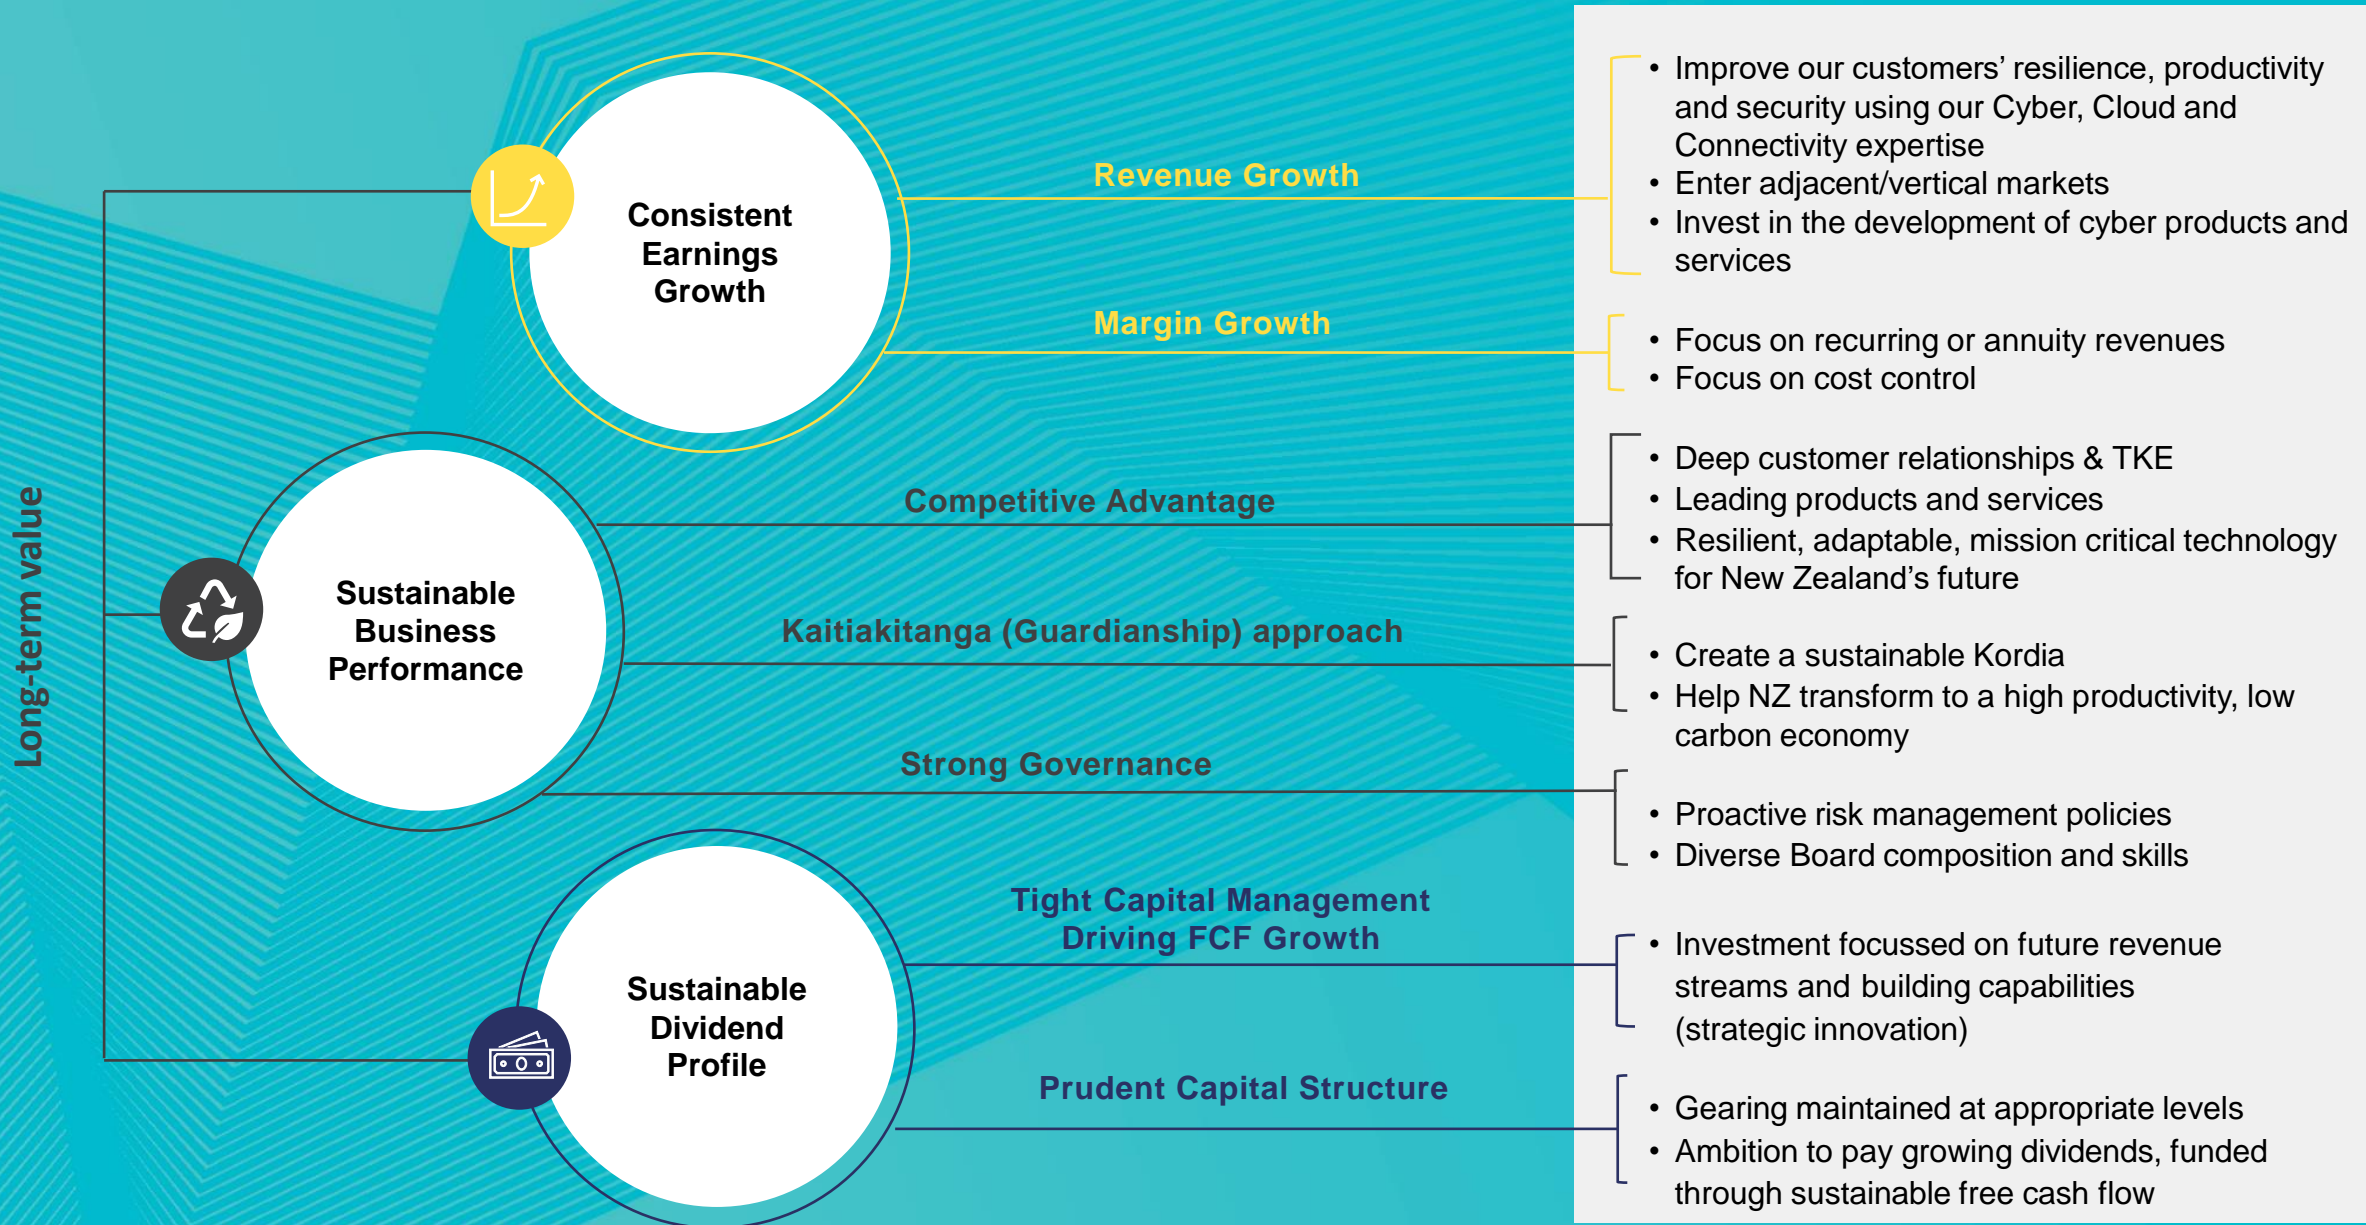 Long-term value
Consistent
Earnings
Growth
Revenue Growth
• Improve our customers’ resilience, productivity
and security using our Cyber, Cloud and
Connectivity expertise
• Enter adjacent/vertical markets
• Invest in the development of cyber products and
services
Margin Growth
• Focus on recurring or annuity revenues
• Focus on cost control
Sustainable
Business
Performance
Competitive Advantage
• Deep customer relationships & TKE
• Leading products and services
• Resilient, adaptable, mission critical technology
for New Zealand’s future
Kaitiakitanga (Guardianship) approach
• Create a sustainable Kordia
• Help NZ transform to a high productivity, low
carbon economy
Strong Governance
• Proactive risk management policies
• Diverse Board composition and skills
Sustainable
Dividend
Profile
Tight Capital Management
Driving FCF Growth
• Investment focussed on future revenue
streams and building capabilities
(strategic innovation)
Prudent Capital Structure
• Gearing maintained at appropriate levels
• Ambition to pay growing dividends, funded
through sustainable free cash flow